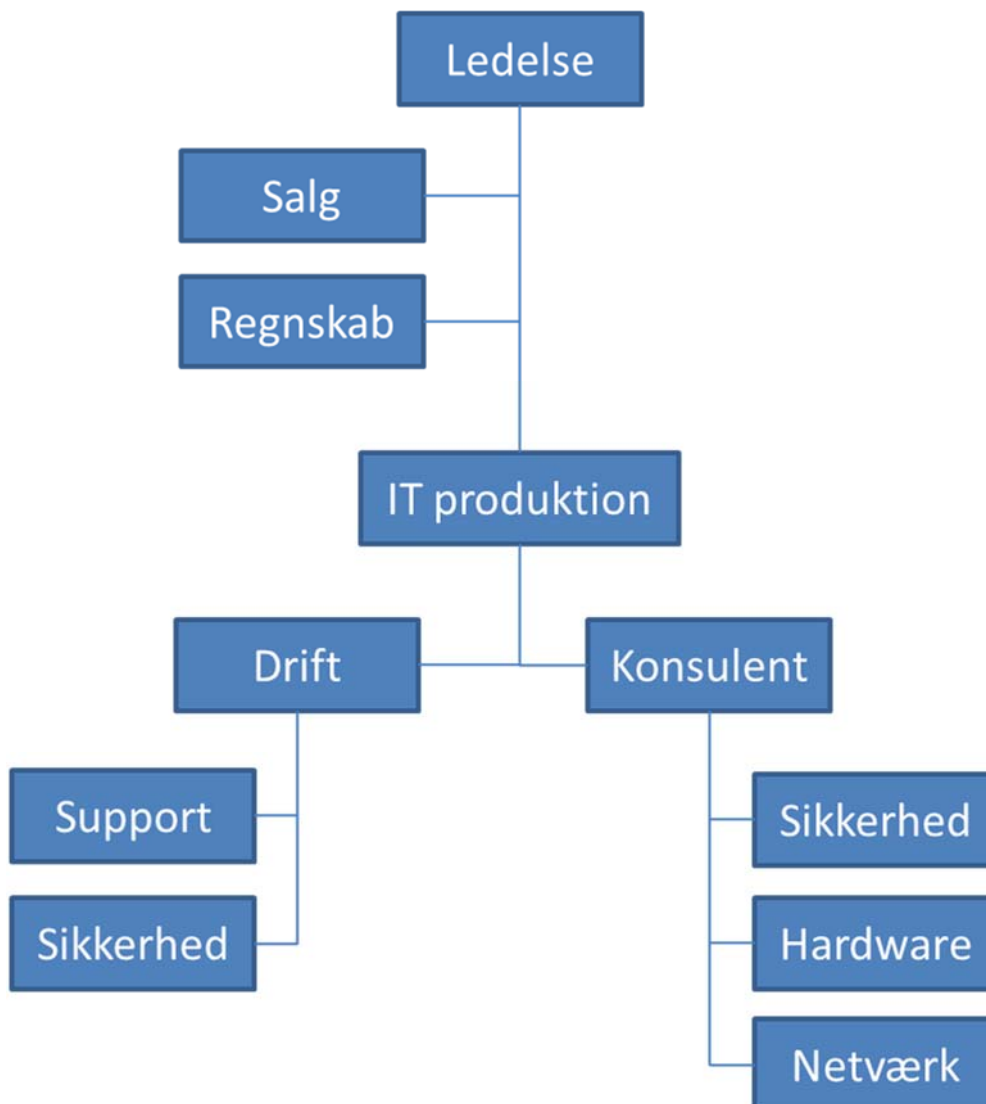 Ledelse
Salg
Regnskab
IT produktion
Drift
Konsulent
Support
Sikkerhed
Sikkerhed
Hardware
Netværk